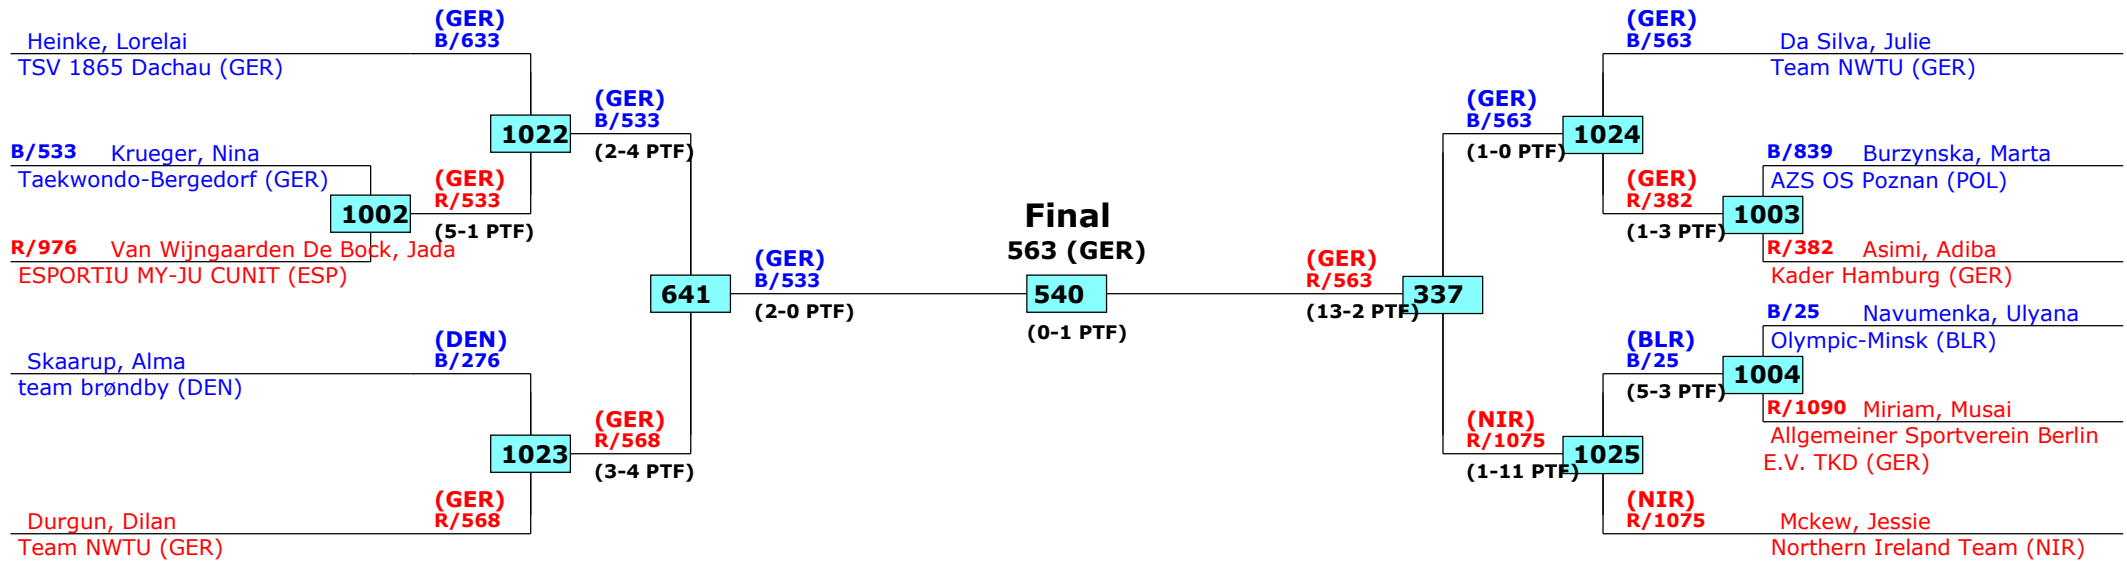 (GER)
B/633
Heinke, Lorelai
TSV 1865 Dachau (GER)
1022
(GER)
B/533
(2-4 PTF)
B/533 Krueger, Nina
Taekwondo-Bergedorf (GER)
1002
(GER)
R/533
(5-1 PTF)
R/976 Van Wijngaarden De Bock, Jada
ESPORTIU MY-JU CUNIT (ESP)
641
(GER)
B/533
(2-0 PTF)
Skaarup, Alma
team brøndby (DEN)
(DEN)
B/276
1023
(GER)
R/568
(3-4 PTF)
(GER)
R/568
Durgun, Dilan
Team NWTU (GER)
Final
563 (GER)
540
(0-1 PTF)
(GER)
R/563
(13-2 PTF)
337
(GER)
B/563
(1-0 PTF)
1024
(GER)
B/563
Da Silva, Julie
Team NWTU (GER)
(GER)
R/382
(1-3 PTF)
1003
B/839 Burzynska, Marta
AZS OS Poznan (POL)
R/382 Asimi, Adiba
Kader Hamburg (GER)
(NIR)
R/1075
(1-11 PTF)
1025
(BLR)
B/25
(5-3 PTF)
1004
B/25 Navumenka, Ulyana
Olympic-Minsk (BLR)
R/1090 Miriam, Musai
Allgemeiner Sportverein Berlin
E.V. TKD (GER)
(NIR)
R/1075
Mckew, Jessie
Northern Ireland Team (NIR)